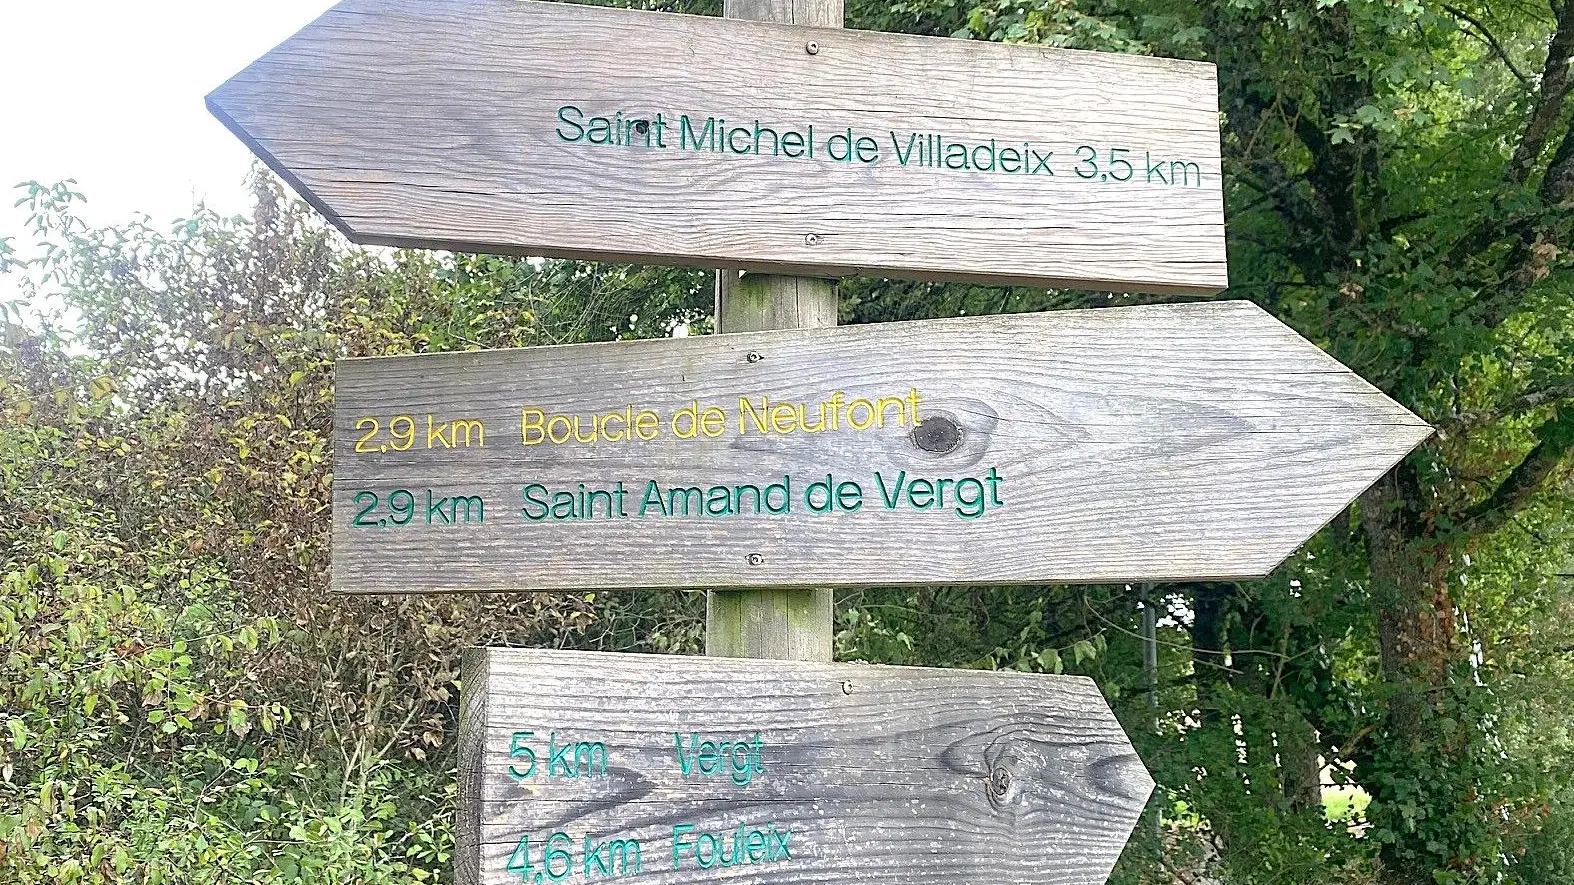 Saint Michel de Villadeix 3,5 km
2,9 km Boucle de Neufont
2,9 km Saint Amand de Vergt
5 km Vergt
4,6 km Fouleix